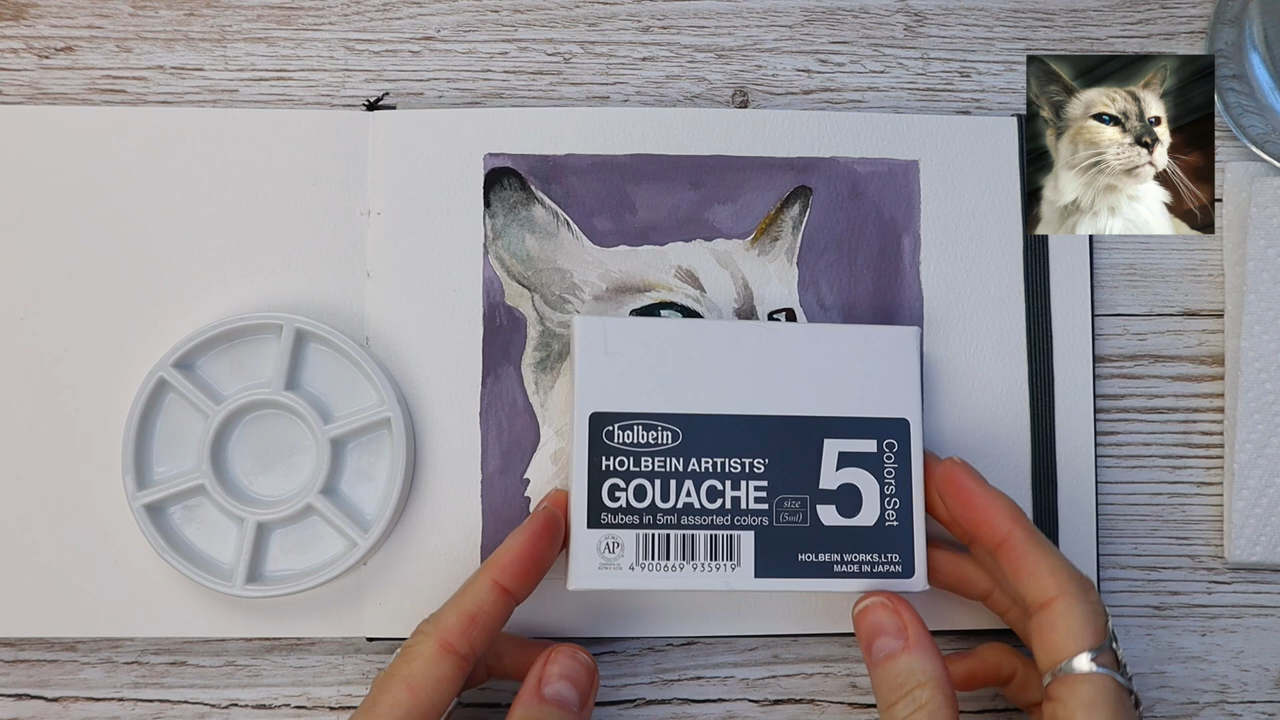 holbein
HOLBEIN ARTISTS'
GOUACHE
5tubes in 5ml assorted colors
size
(5ml)
5
Colors Set
AP
4 900669 935919
HOLBEIN WORKS,LTD.
MADE IN JAPAN